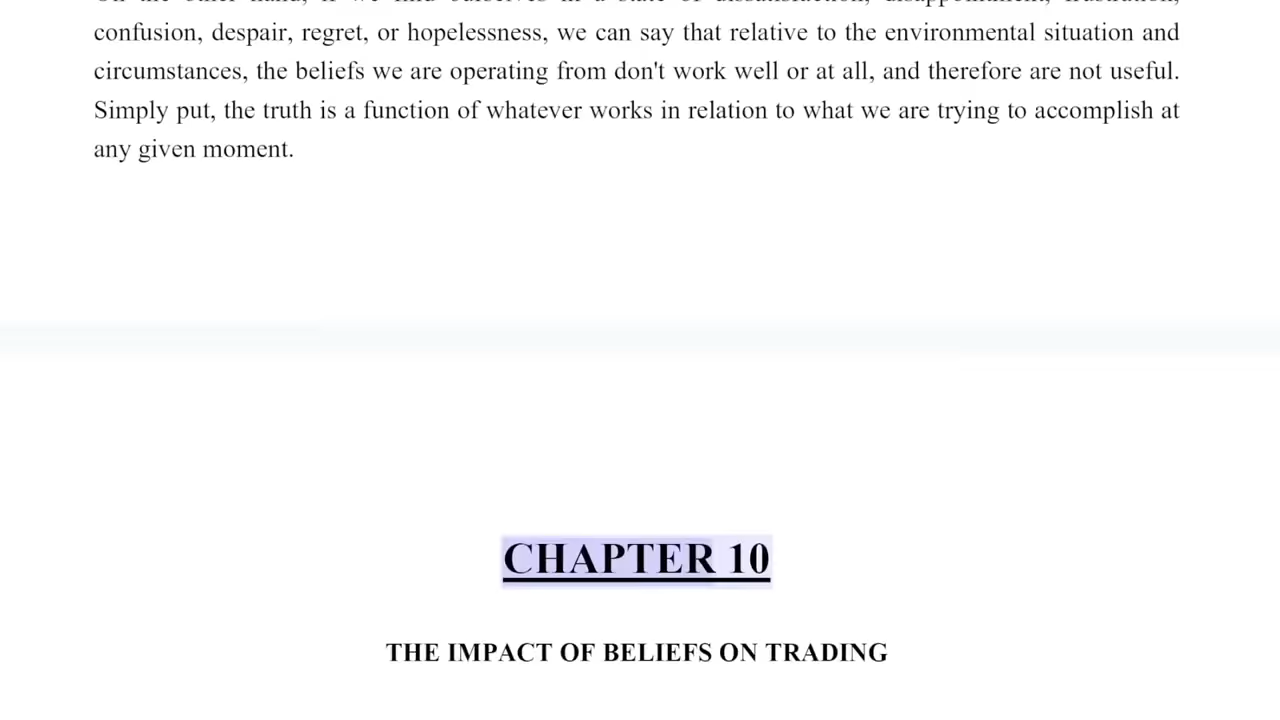 confusion, despair, regret, or hopelessness, we can say that relative to the environmental situation and
circumstances, the beliefs we are operating from don't work well or at all, and therefore are not useful.
Simply put, the truth is a function of whatever works in relation to what we are trying to accomplish at
any given moment.
CHAPTER 10
THE IMPACT OF BELIEFS ON TRADING